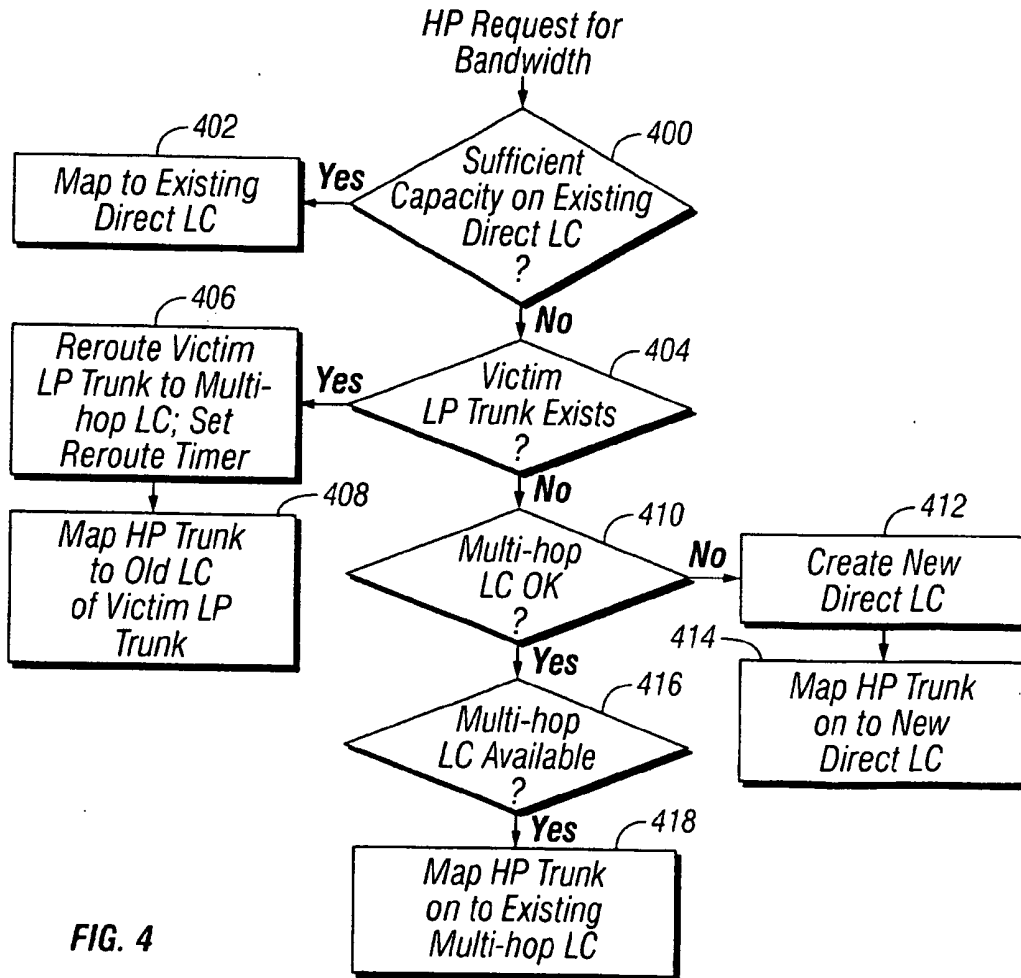 HP Request for
Bandwidth
400
Sufficient
Capacity on Existing
Direct LC
?
Yes
402
Map to Existing
Direct LC
No
404
Victim
LP Trunk Exists
?
Yes
406
Reroute Victim
LP Trunk to Multi-
hop LC; Set
Reroute Timer
408
Map HP Trunk
to Old LC
of Victim LP
Trunk
No
410
Multi-hop
LC OK
?
No
412
Create New
Direct LC
414
Map HP Trunk
on to New
Direct LC
Yes
416
Multi-hop
LC Available
?
Yes
418
Map HP Trunk
on to Existing
Multi-hop LC
FIG. 4